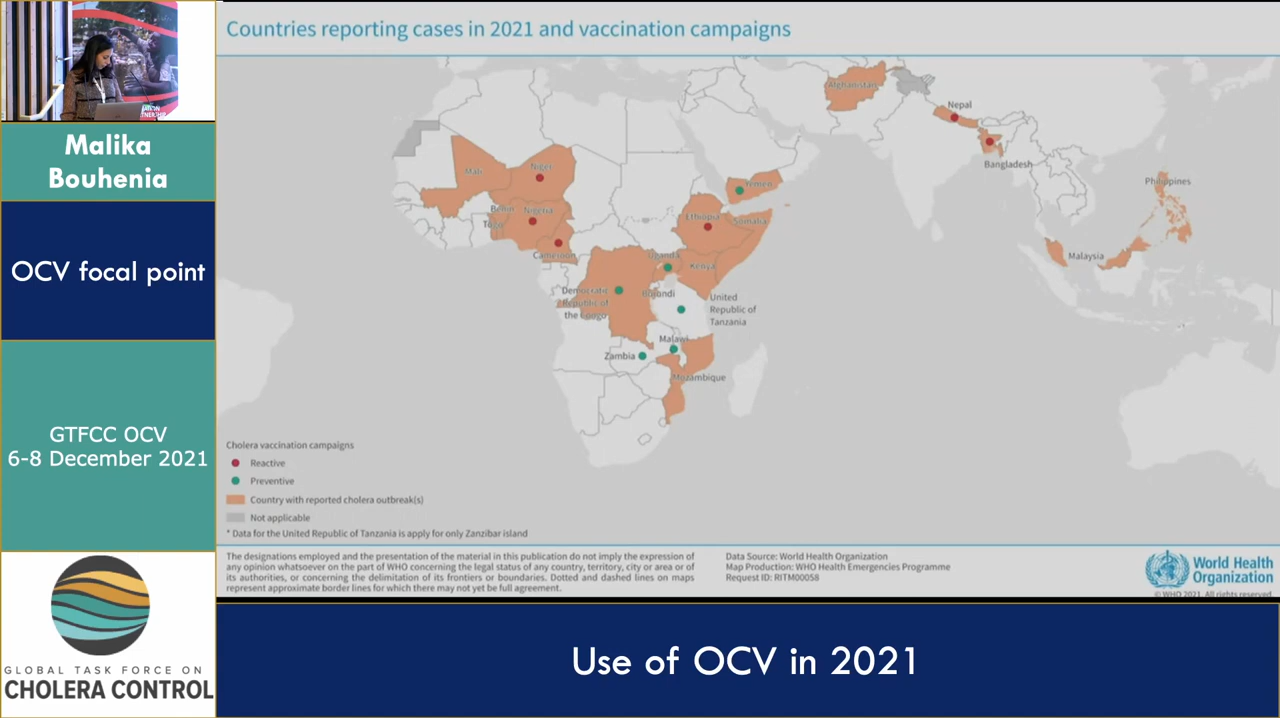 Countries reporting cases in 2021 and vaccination campaigns
Malika
Bouhenia
OCV focal point
GTFCC OCV
6-8 December 2021
GLOBAL TASK FORCE ON
CHOLERA CONTROL
Afghanistan
Nepal
Bangladesh
Philippines
Malaysia
Mali
Niger
Yemen
Benin
Nigeria
Togo
Ethiopia
Somalia
Cameroon
Uganda
Kenya
Democratic
Republic of
the Congo
Burundi
United
Republic of
Tanzania
Malawi
Zambia
Mozambique
Cholera vaccination campaigns
Reactive
Preventive
Country with reported cholera outbreak(s)
Not applicable
* Data for the United Republic of Tanzania is apply for only Zanzibar island
The designations employed and the presentation of the material in this publication do not imply the expression of
any opinion whatsoever on the part of WHO concerning the legal status of any country, territory, city or area or of
its authorities, or concerning the delimitation of its frontiers or boundaries. Dotted and dashed lines on maps
represent approximate border lines for which there may not yet be full agreement.
Data Source: World Health Organization
Map Production: WHO Health Emergencies Programme
Request ID: RITM00058
World Health
Organization
© WHO 2021. All rights reserved.
Use of OCV in 2021